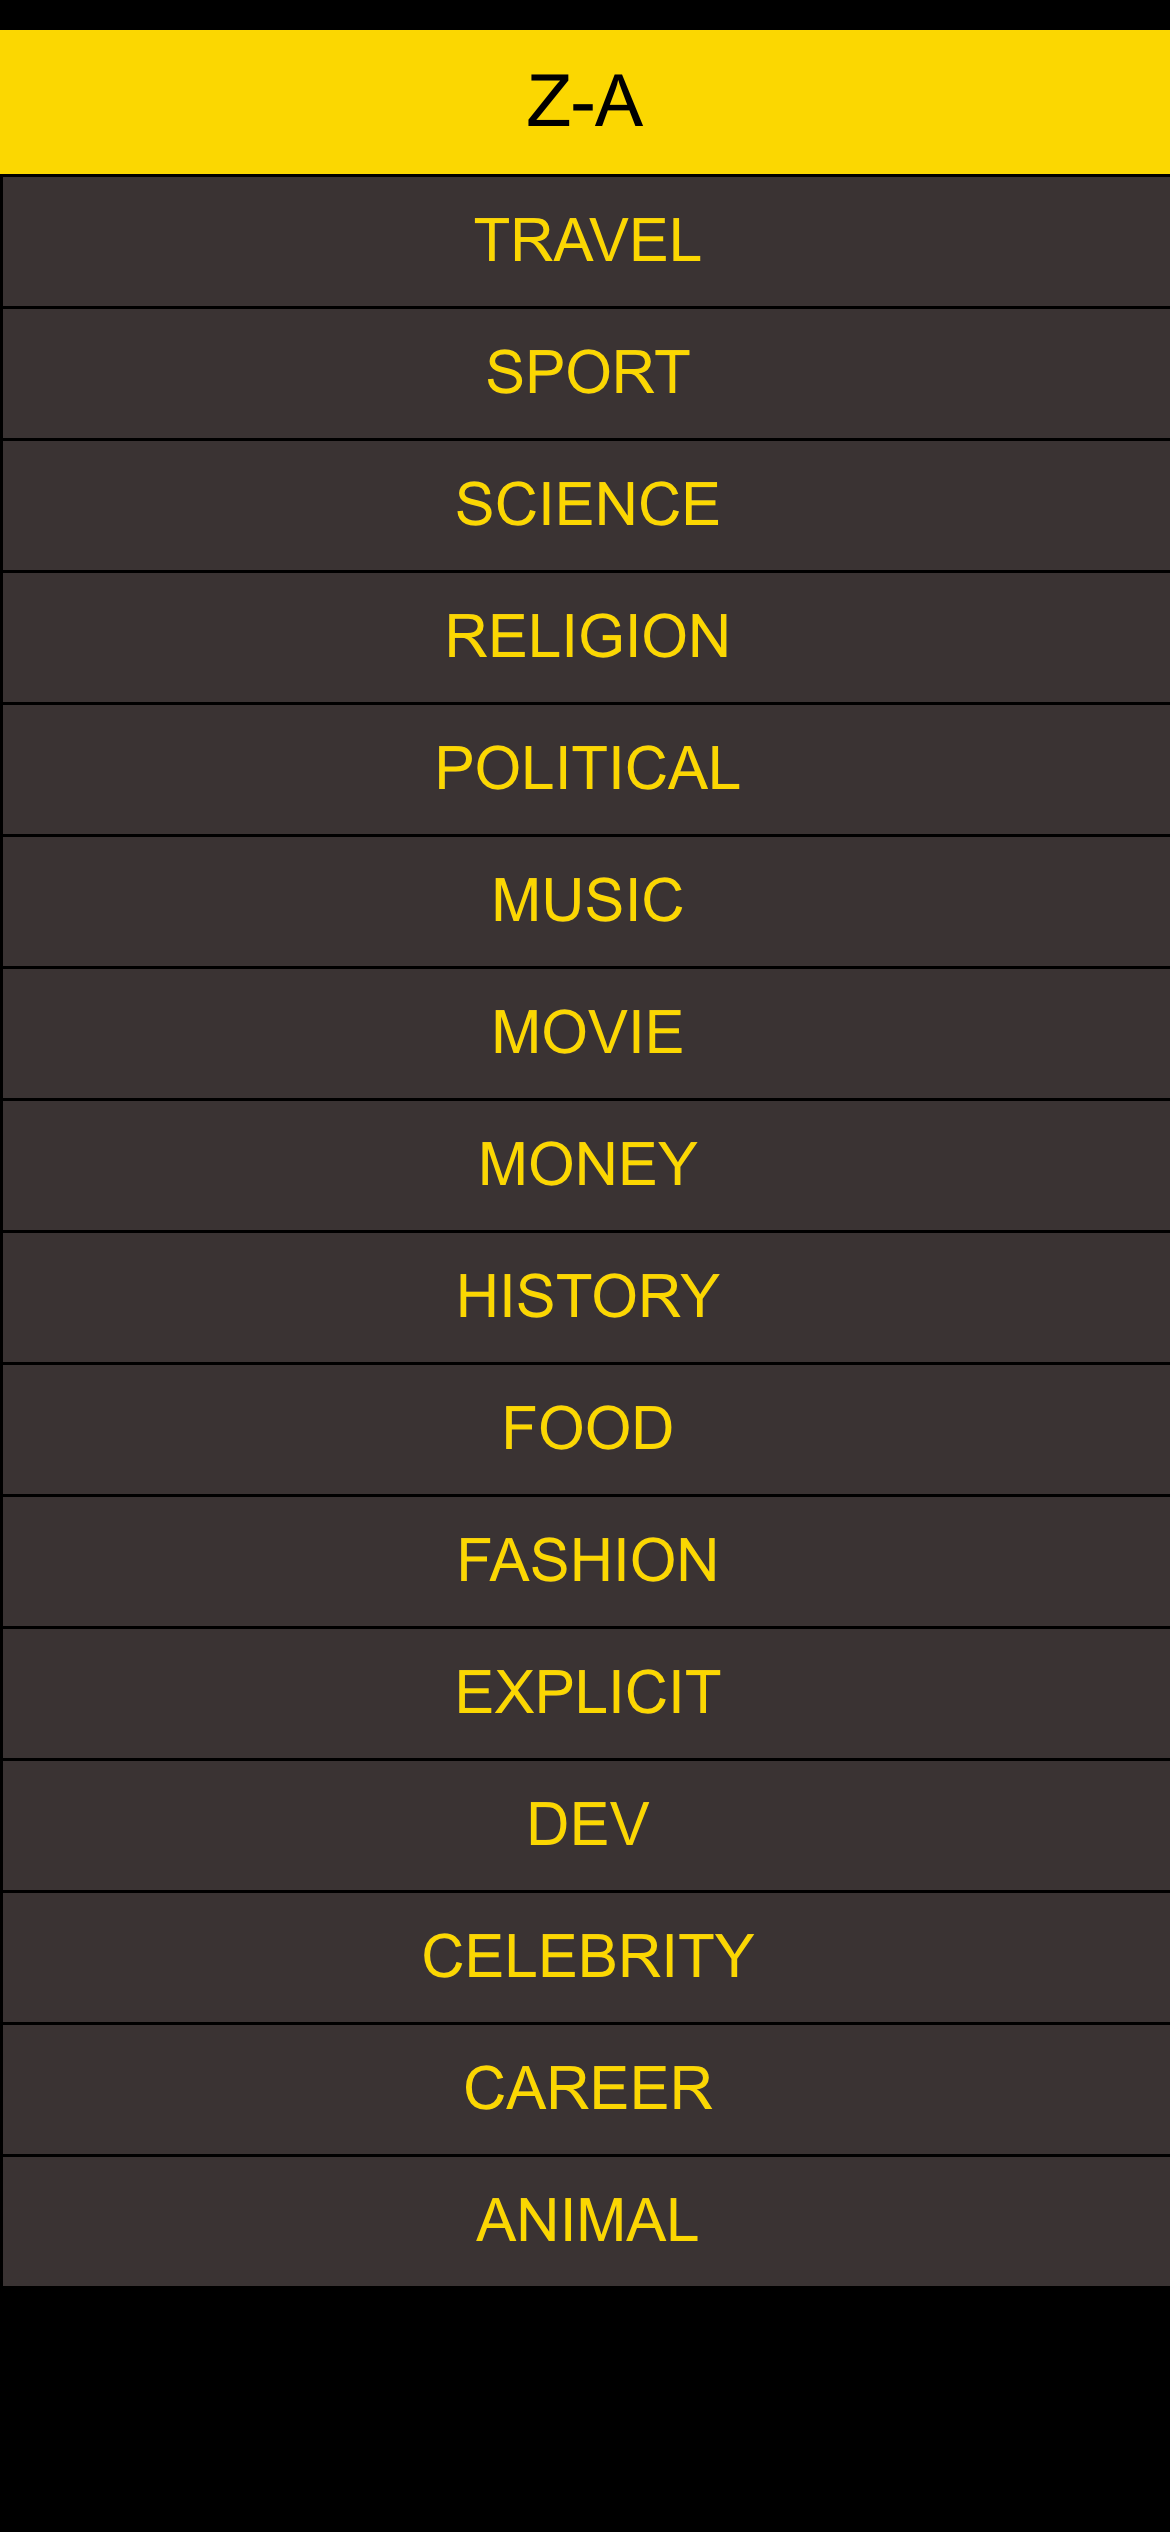 Z-A
TRAVEL
SPORT
SCIENCE
RELIGION
POLITICAL
MUSIC
MOVIE
MONEY
HISTORY
FOOD
FASHION
EXPLICIT
DEV
CELEBRITY
CAREER
ANIMAL